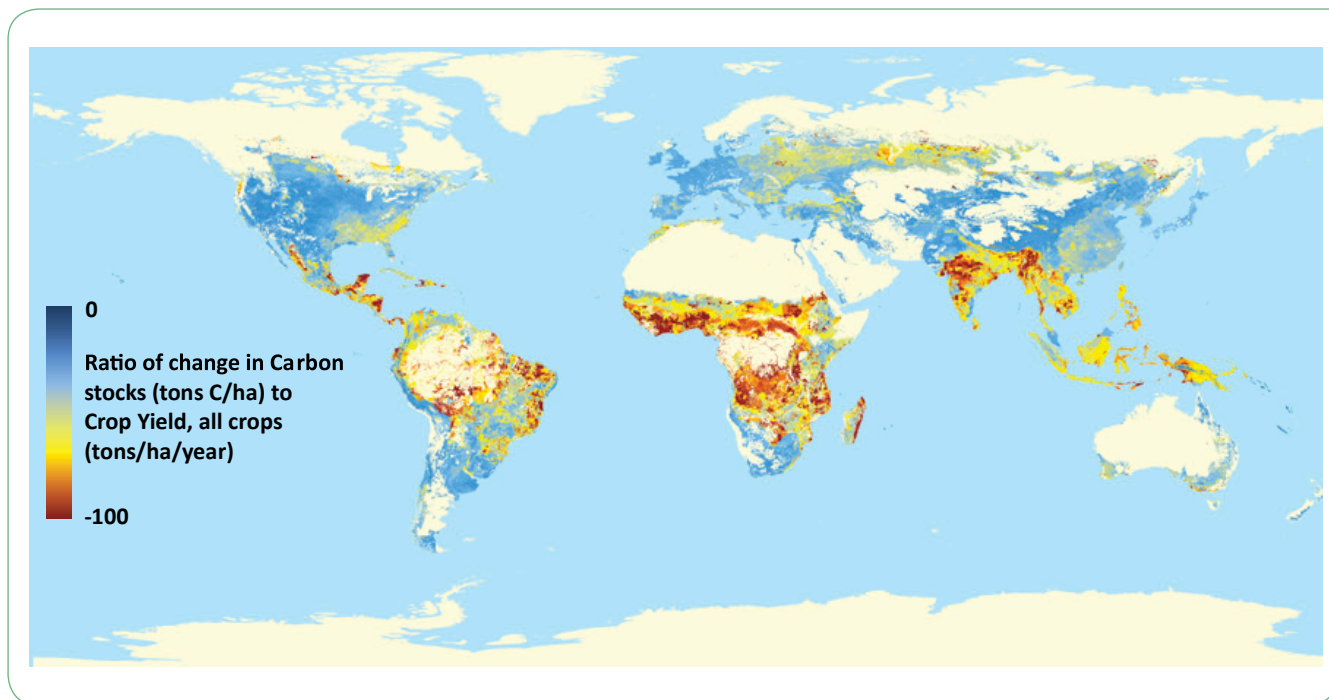 0
Ratio of change in Carbon
stocks (tons C/ha) to
Crop Yield, all crops
(tons/ha/year)
-100